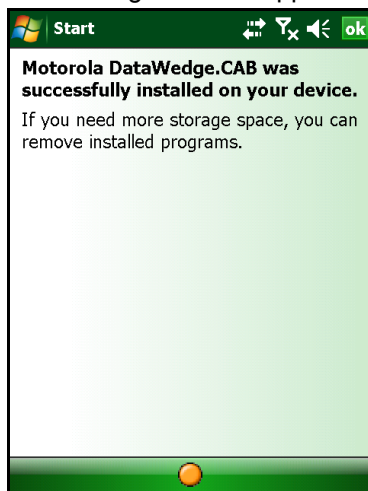 Start
ok
Motorola DataWedge.CAB was
successfully installed on your device.
If you need more storage space, you can
remove installed programs.